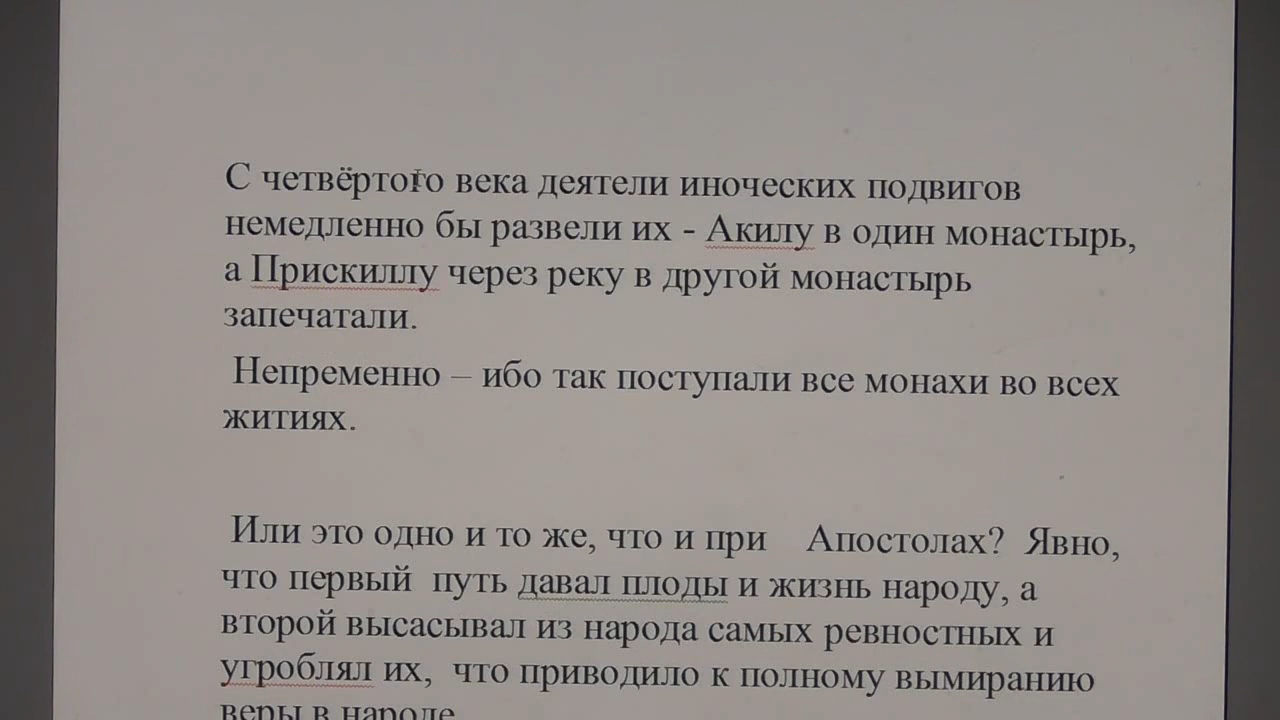 С четвёртого века деятели иноческих подвигов
немедленно бы развели их - Акилу в один монастырь,
а Прискиллу через реку в другой монастырь
запечатали.
Непременно – ибо так поступали все монахи во всех
житиях.
Или это одно и то же, что и при Апостолах? Явно,
что первый путь давал плоды и жизнь народу, а
второй высасывал из народа самых ревностных и
угроблял их, что приводило к полному вымиранию
веры в народе